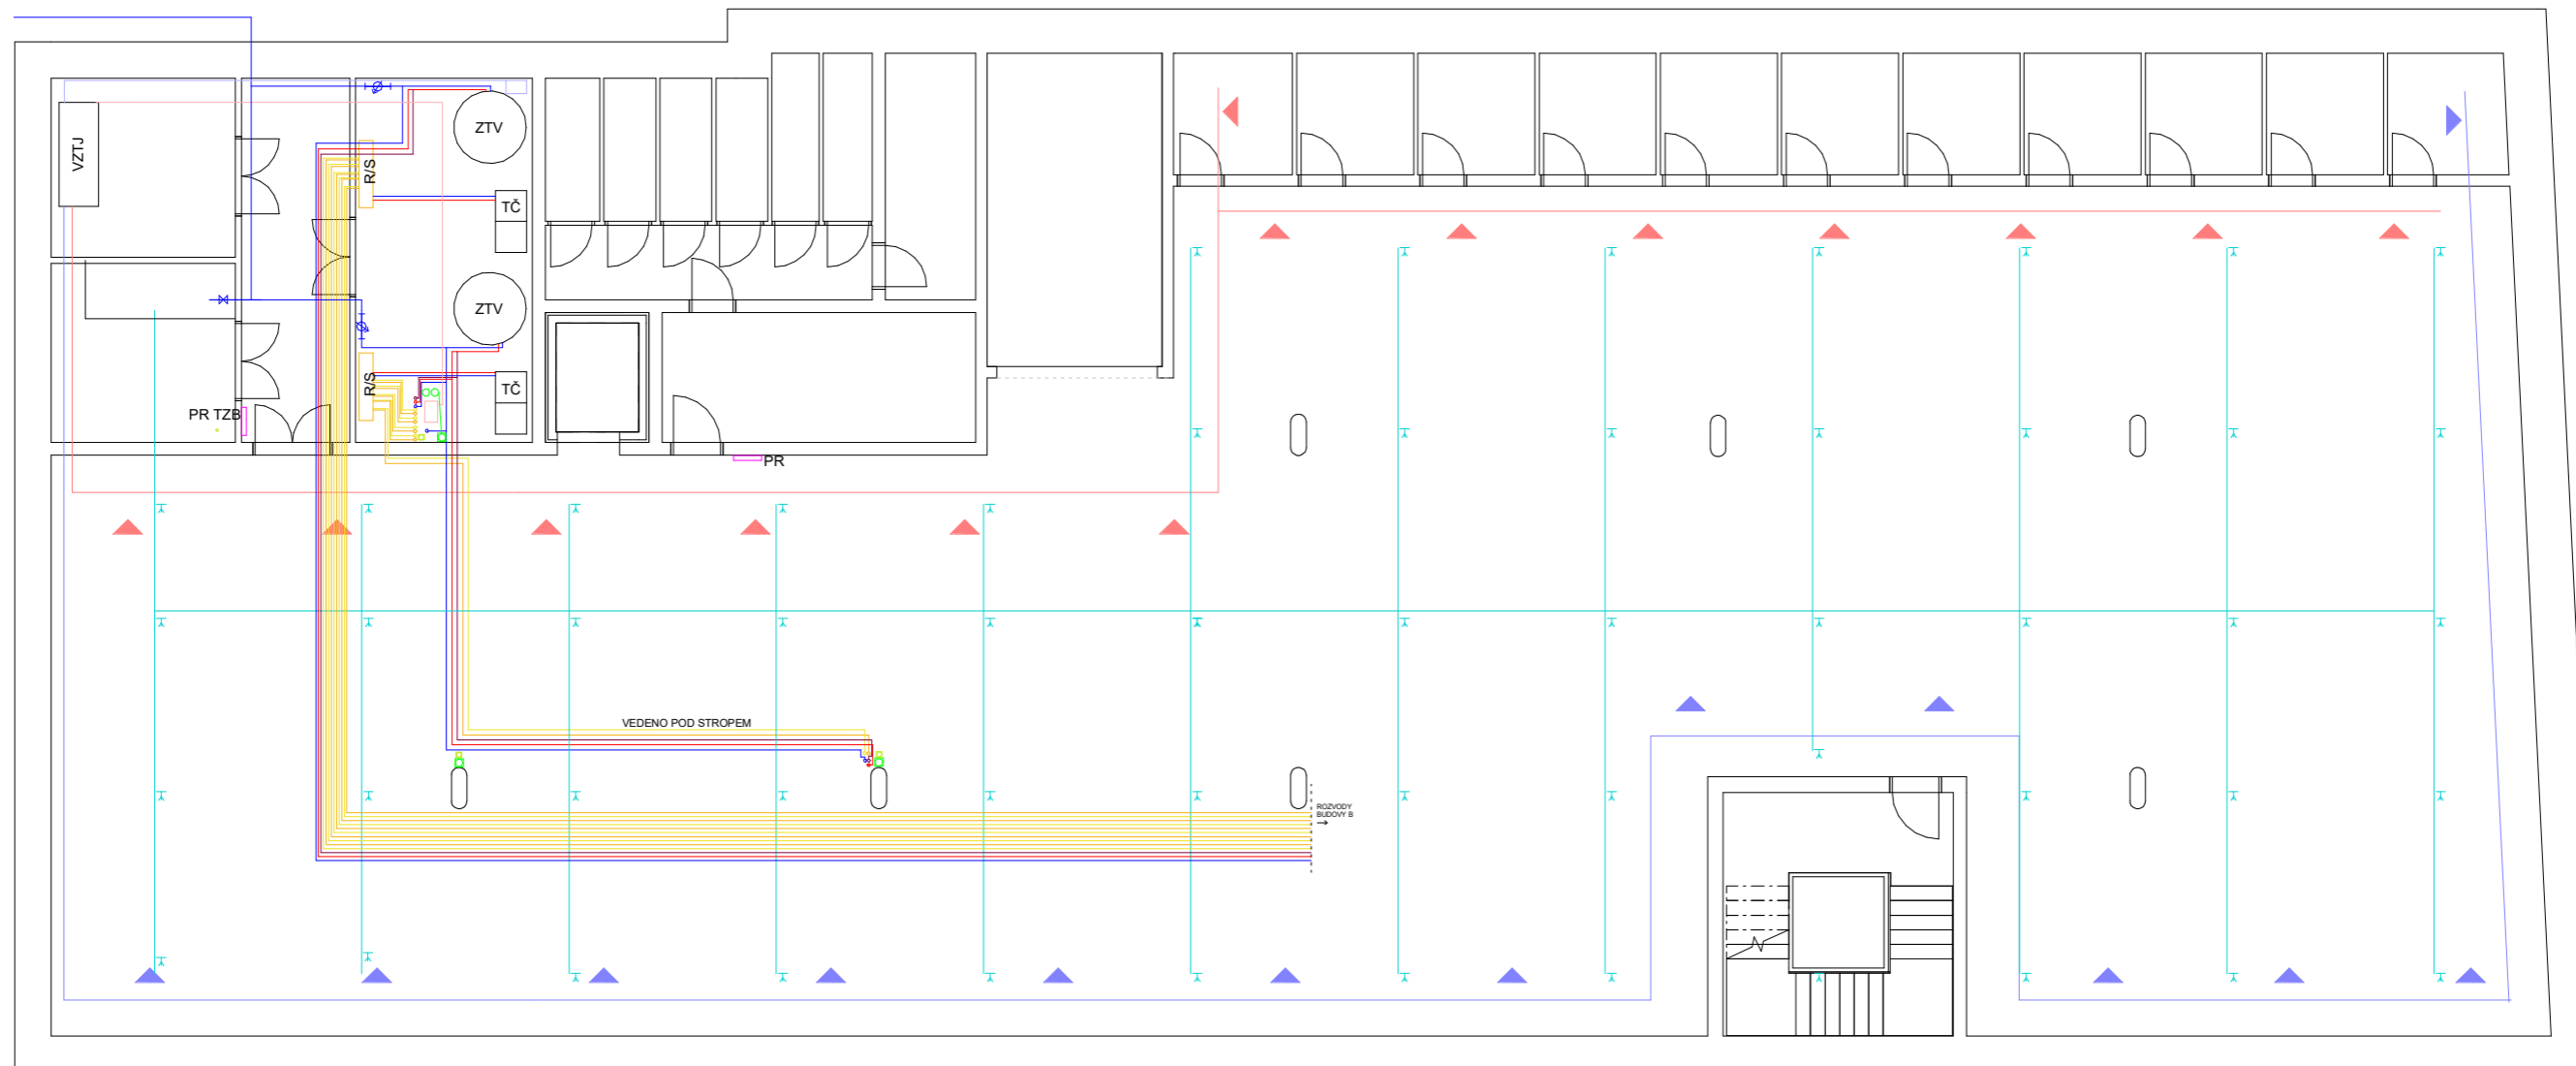 ZTV
VZTJ
R/S
TČ
ZTV
R/S
TČ
PR TZB
PR
VEDENO POD STROPEM
ROZVODY
BUDOVY B